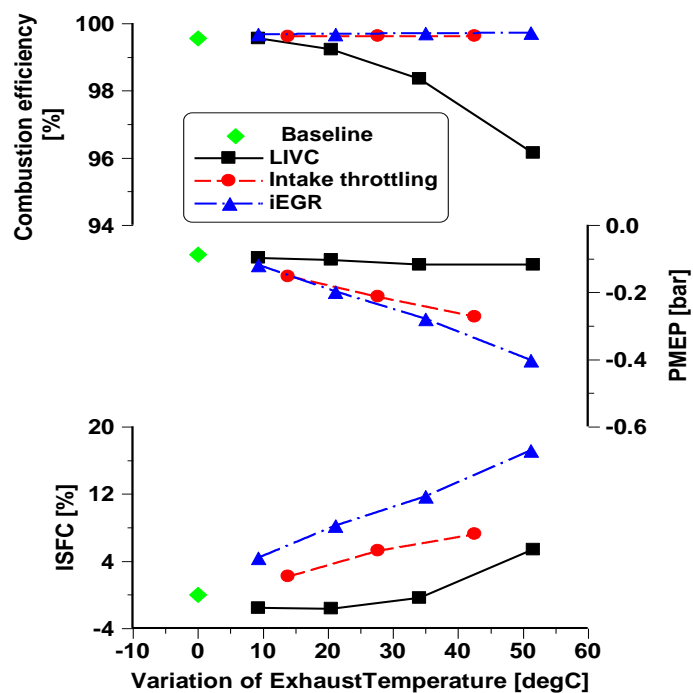 100
98
96
94
Combustion efficiency
[%]
Baseline
LIVC
Intake throttling
iEGR
0.0
-0.2
-0.4
-0.6
PMEP [bar]
20
12
4
-4
ISFC [%]
-10 0 10 20 30 40 50 60
Variation of ExhaustTemperature [degC]